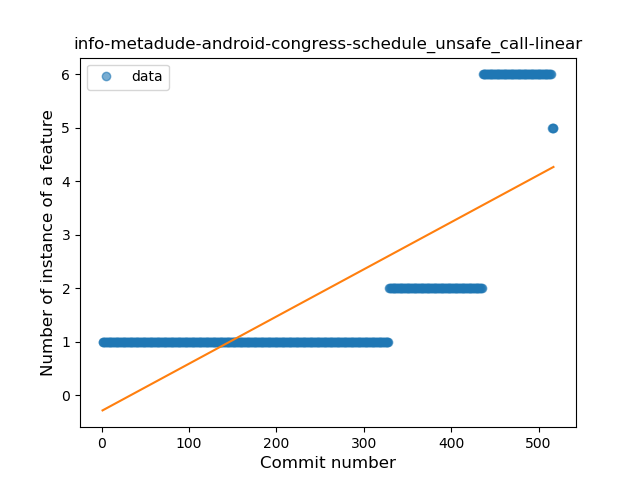 info-metadude-android-congress-schedule_unsafe_call-linear
data
Number of instance of a feature
6
5
4
3
2
1
0
0 100 200 300 400 500
Commit number